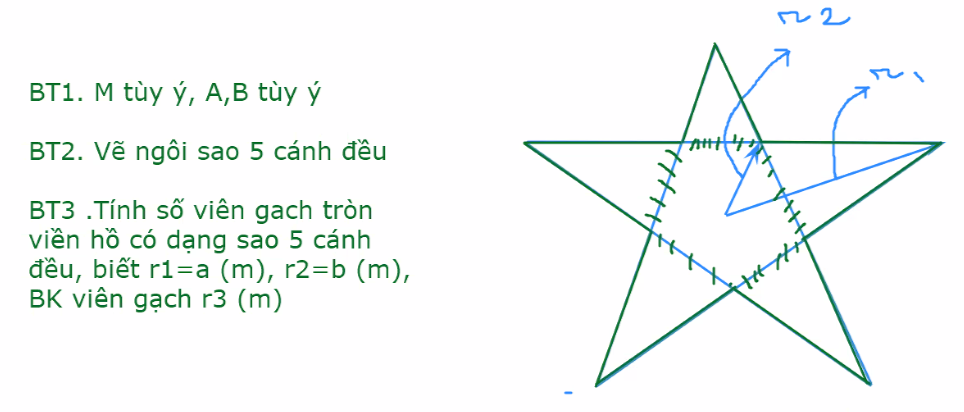 r2
r1
BT1. M tùy ý, A,B tùy ý
BT2. Vẽ ngôi sao 5 cánh đều
BT3 .Tính số viên gach tròn
viền hồ có dạng sao 5 cánh
đều, biết r1=a (m), r2=b (m),
BK viên gạch r3 (m)